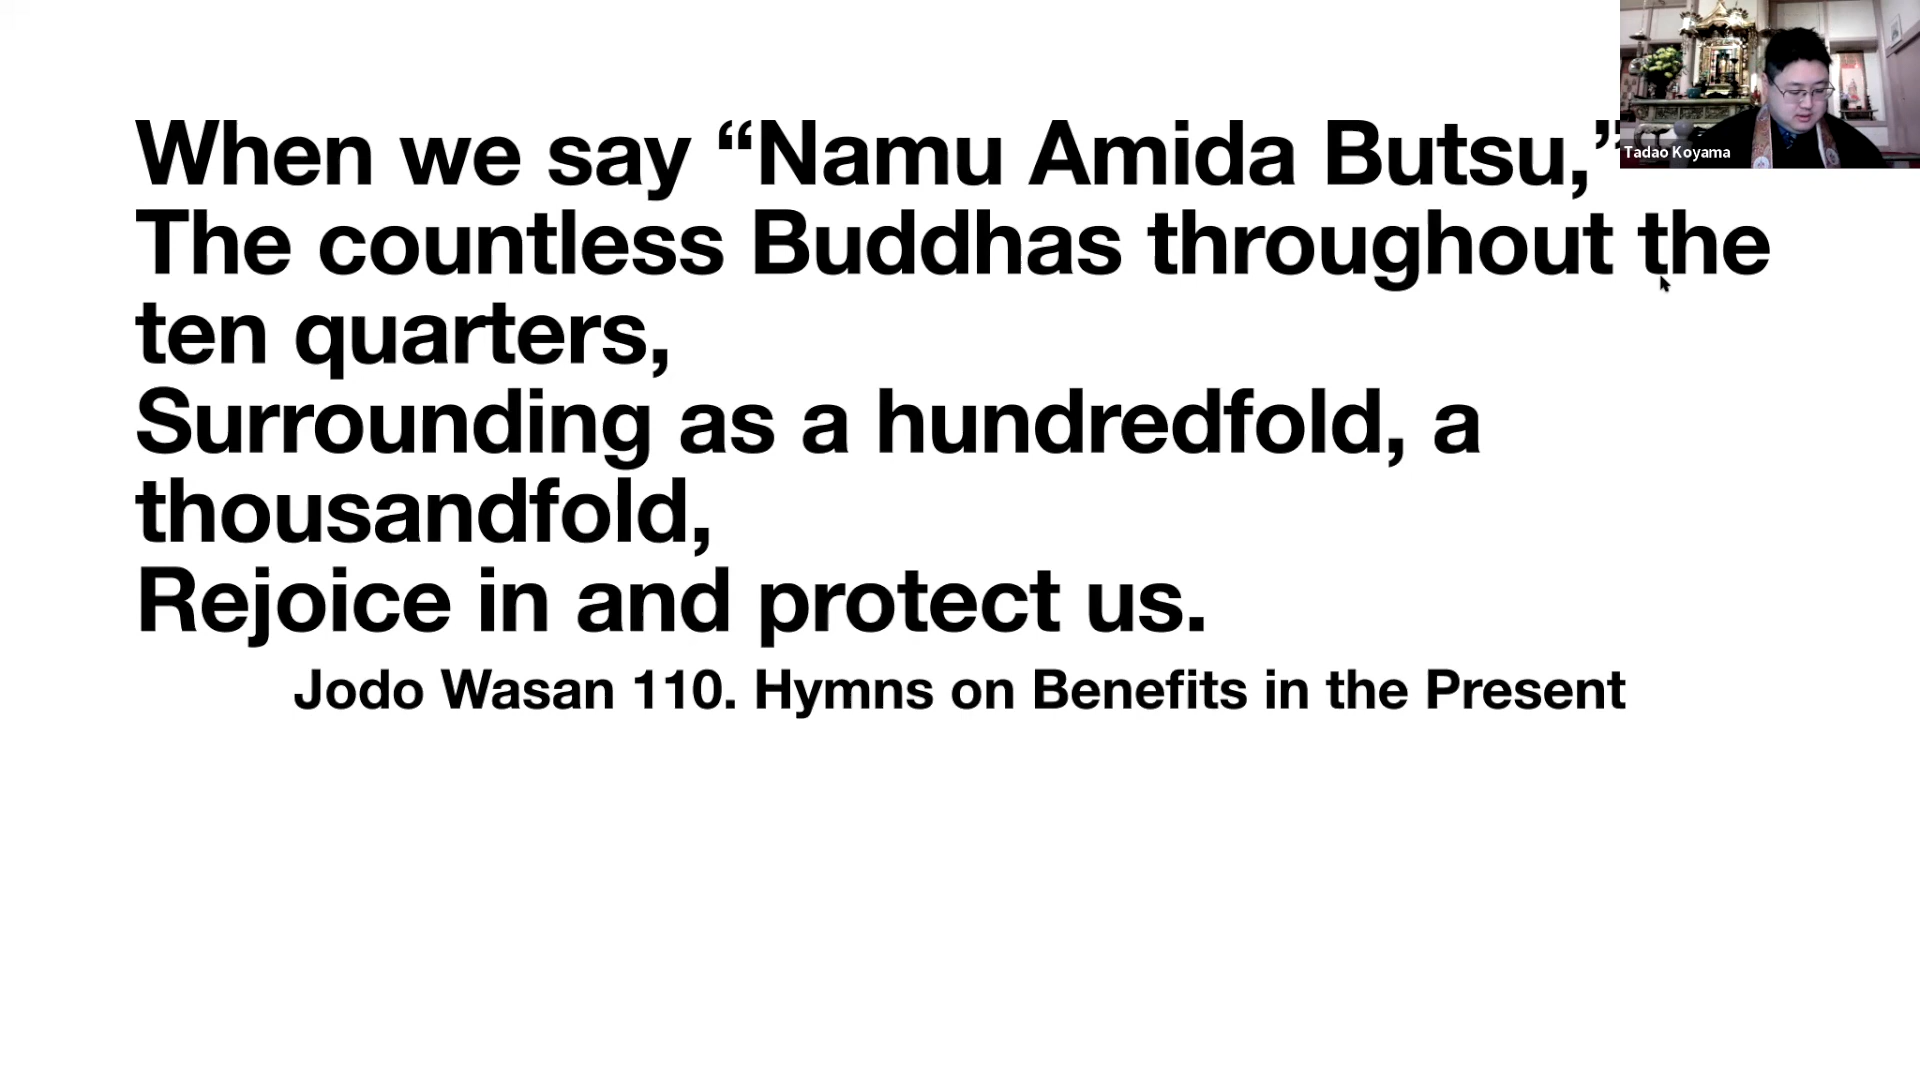 When we say “Namu Amida Butsu,”
The countless Buddhas throughout the
ten quarters,
Surrounding as a hundredfold, a
thousandfold,
Rejoice in and protect us.
Jodo Wasan 110. Hymns on Benefits in the Present
Tadao Koyama